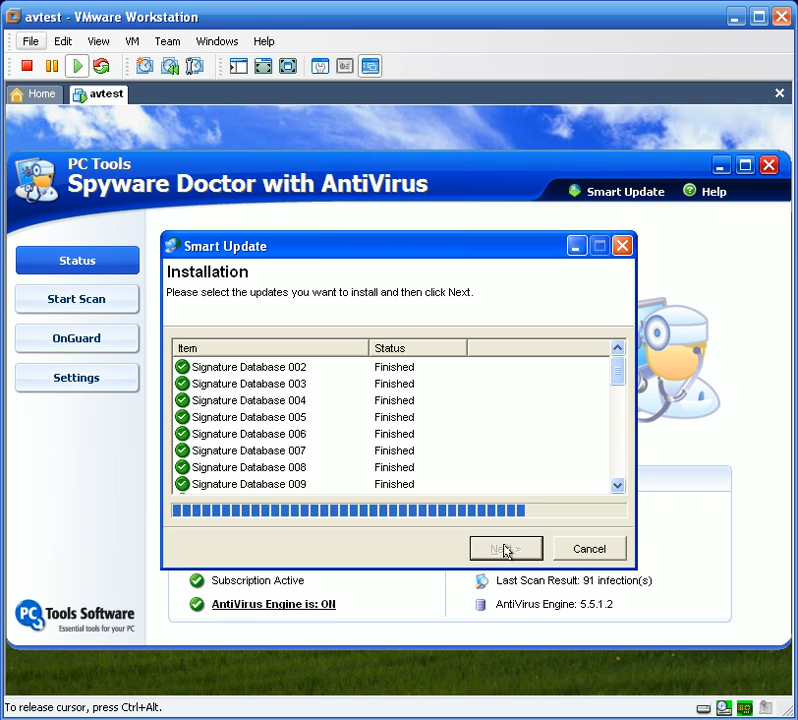 avtest - VMware Workstation
File Edit View VM Team Windows Help
Home avtest
PC Tools
Spyware Doctor with AntiVirus
Smart Update Help
Status
Start Scan
OnGuard
Settings
Smart Update
Installation
Please select the updates you want to install and then click Next.
Item Status
Signature Database 002 Finished
Signature Database 003 Finished
Signature Database 004 Finished
Signature Database 005 Finished
Signature Database 006 Finished
Signature Database 007 Finished
Signature Database 008 Finished
Signature Database 009 Finished
Next > Cancel
Subscription Active Last Scan Result: 91 infection(s)
AntiVirus Engine is: ON AntiVirus Engine: 5.5.1.2
PC Tools Software
Essential tools for your PC
To release cursor, press Ctrl+Alt.